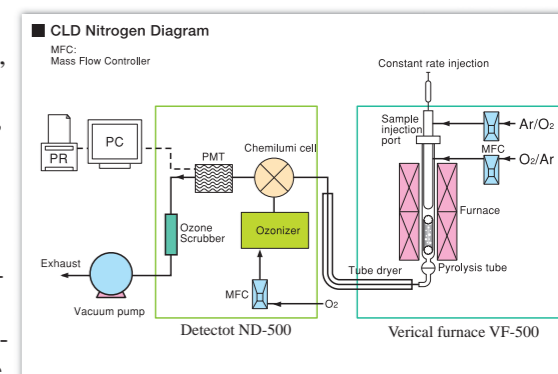 CLD Nitrogen Diagram
MFC:
Mass Flow Controller
Constant rate injection
Sample
injection
port
Ar/O₂
MFC
O₂/Ar
PC
PR
PMT
Chemilumi cell
Furnace
Ozone
Scrubber
Ozonizer
Exhaust
Tube dryer
Pyrolysis tube
MFC
O₂
Vacuum pump
Detectot ND-500
Verical furnace VF-500